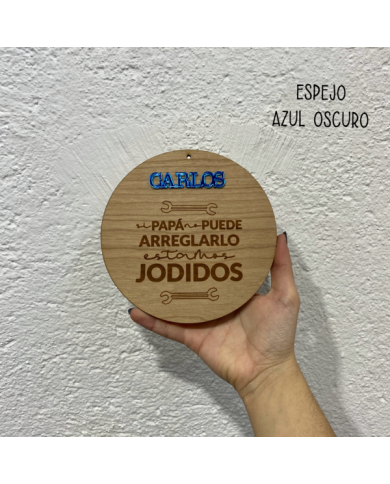 ESPEJO
AZUL OSCURO
CARLOS
si PAPÁ no PUEDE
ARREGLARLO
estamos
JODIDOS